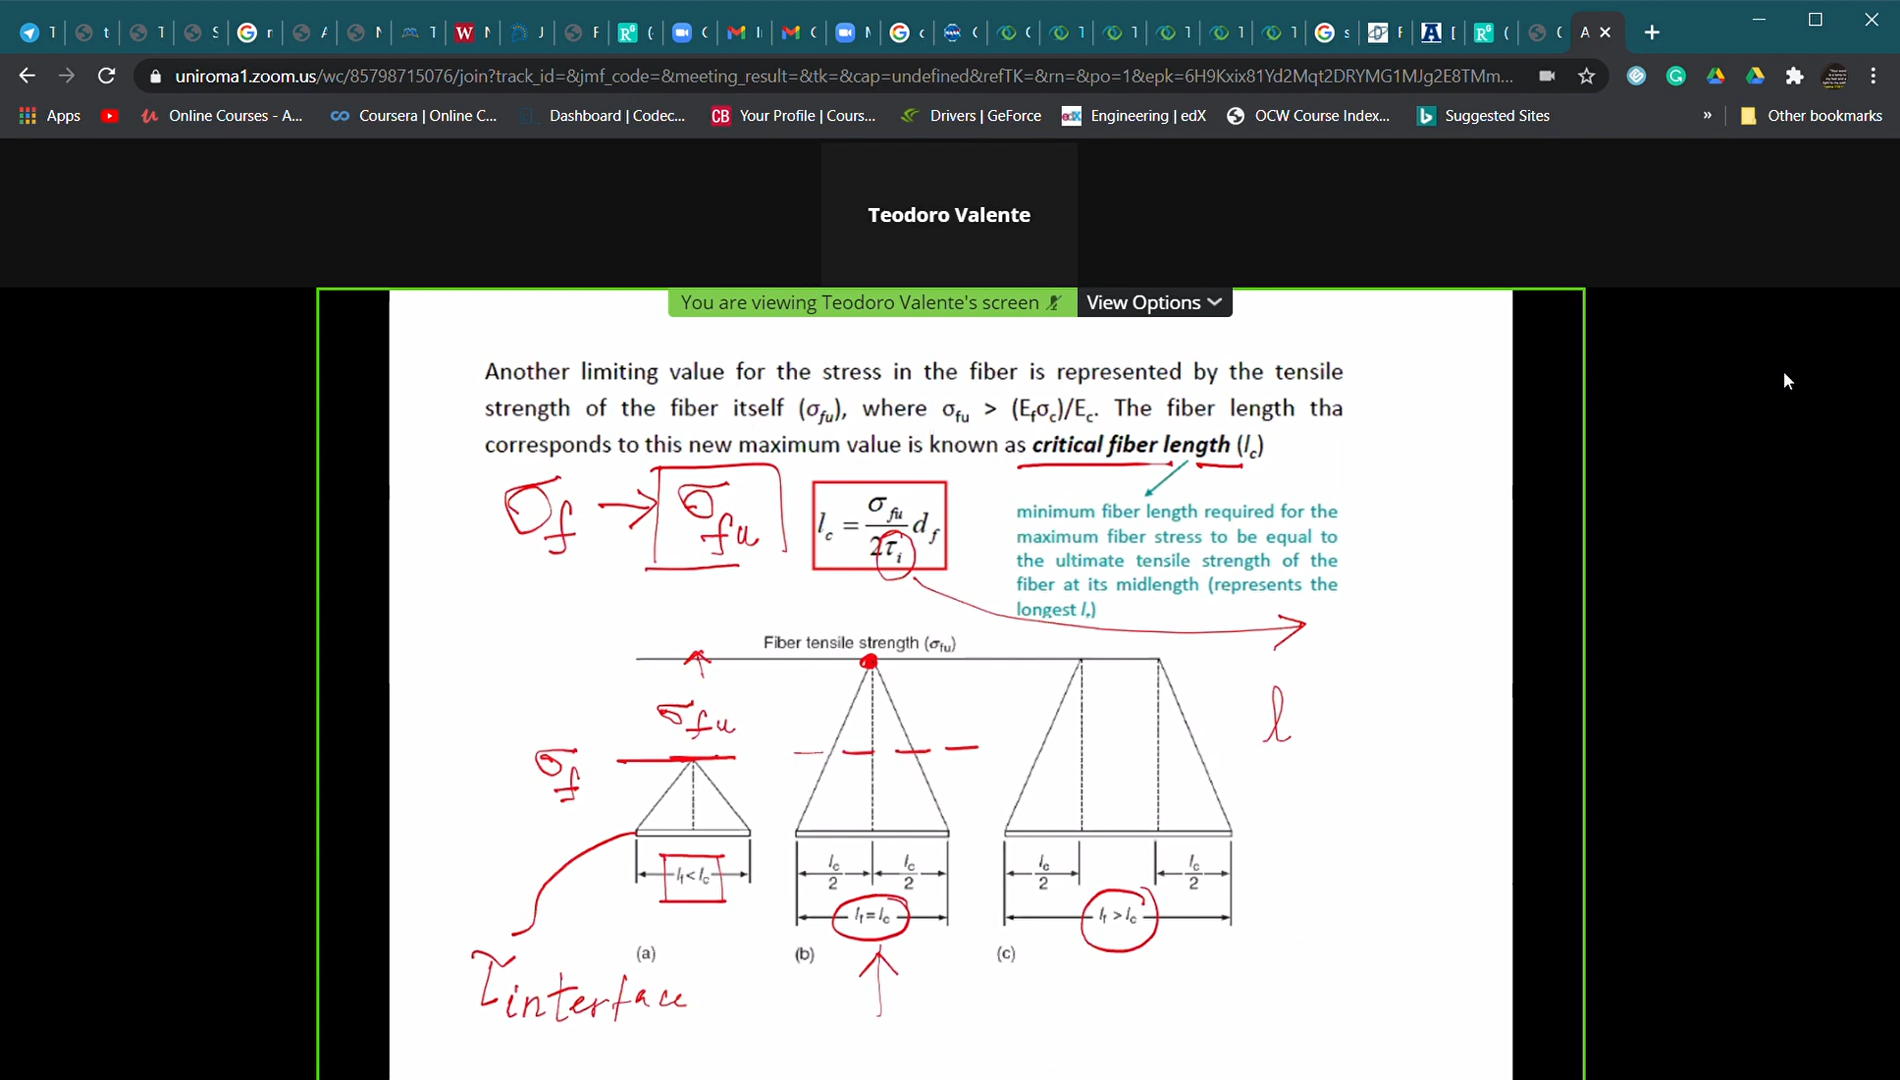 uniroma1.zoom.us/wc/85798715076/join?track_id=&jmf_code=&meeting_result=&tk=&cap=undefined&refTK=&rn=&po=1&epk=6H9Kxix81Yd2Mqt2DRYMG1MJg2E8TMm...
Apps
Online Courses - A...
Coursera | Online C...
Dashboard | Codec...
CB
Your Profile | Cours...
Drivers | GeForce
edX
Engineering | edX
OCW Course Index...
Suggested Sites
»
Other bookmarks
Teodoro Valente
You are viewing Teodoro Valente's screen
View Options
Another limiting value for the stress in the fiber is represented by the tensile
strength of the fiber itself (σfu), where σfu > (Efσc)/Ec. The fiber length tha
corresponds to this new maximum value is known as critical fiber length (lc)
σf → σfu
lc = σfu / 2τi df
minimum fiber length required for the
maximum fiber stress to be equal to
the ultimate tensile strength of the
fiber at its midlength (represents the
longest lt)
Fiber tensile strength (σfu)
σfu
σf
l
lc/2 lc/2 lc/2 lc/2
lf < lc
lf = lc
lf > lc
(a) (b) (c)
τinterface